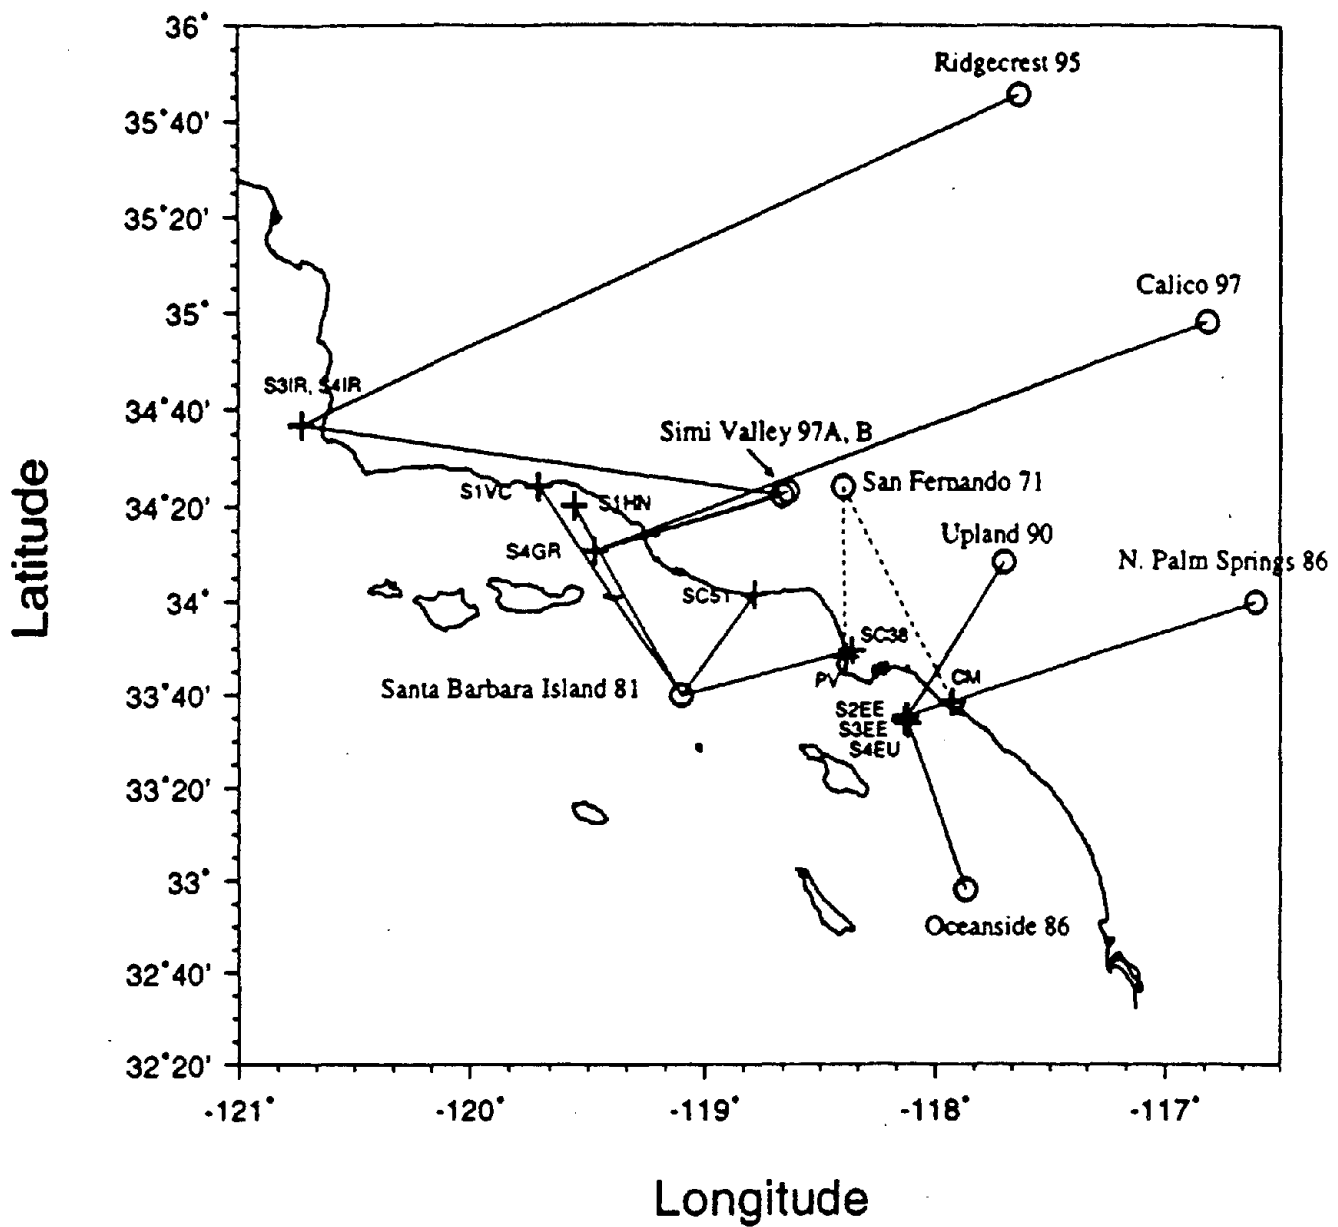 36°
Ridgecrest 95
35°40'
35°20'
Calico 97
35°
S3IR, S4IR
34°40'
Simi Valley 97A, B
San Fernando 71
S1VC
S1HN
34°20'
Upland 90
S4GR
N. Palm Springs 86
SC51
34°
SC38
PV
CM
Santa Barbara Island 81
33°40'
S2EE
S3EE
S4EU
33°20'
33°
Oceanside 86
32°40'
32°20'
-121° -120° -119° -118° -117°
Latitude
Longitude